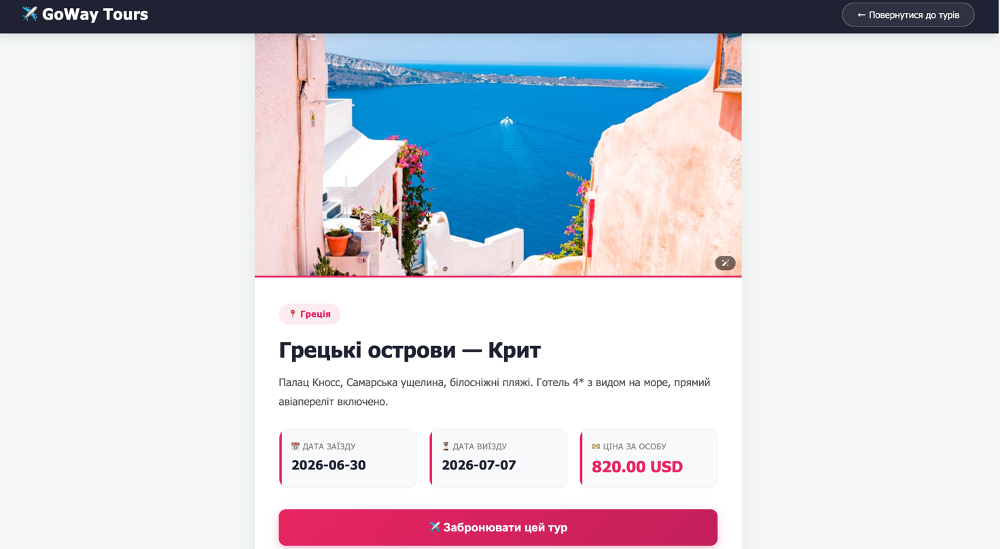 ✈️ GoWay Tours
← Повернутися до турів
📍 Греція
Грецькі острови — Крит
Палац Кносс, Самарська ущелина, білосніжні пляжі. Готель 4* з видом на море, прямий
авіапереліт включено.
📅 ДАТА ЗАЇЗДУ
2026-06-30
⏳ ДАТА ВИЇЗДУ
2026-07-07
💵 ЦІНА ЗА ОСОБУ
820.00 USD
✈️ Забронювати цей тур